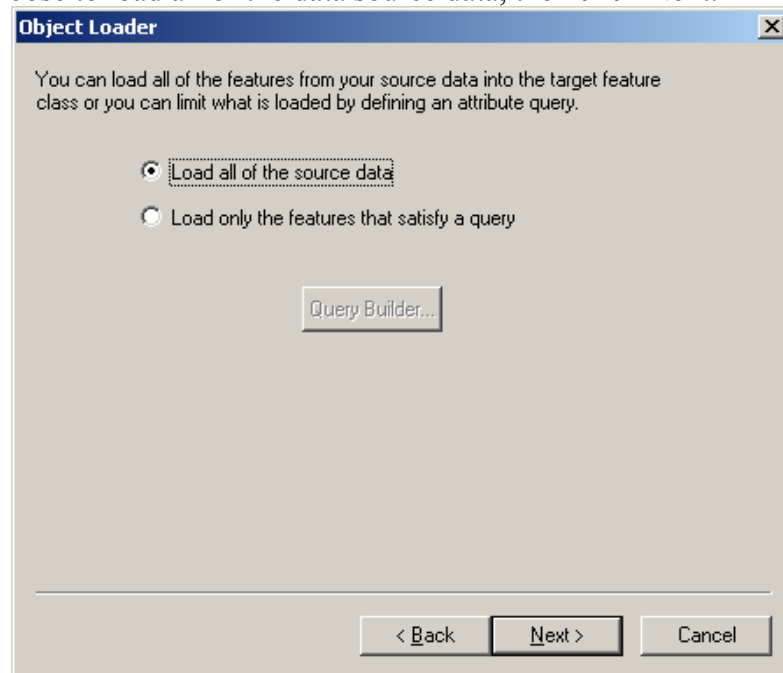 Object Loader
You can load all of the features from your source data into the target feature
class or you can limit what is loaded by defining an attribute query.
Load all of the source data
Load only the features that satisfy a query
Query Builder...
< Back
Next >
Cancel